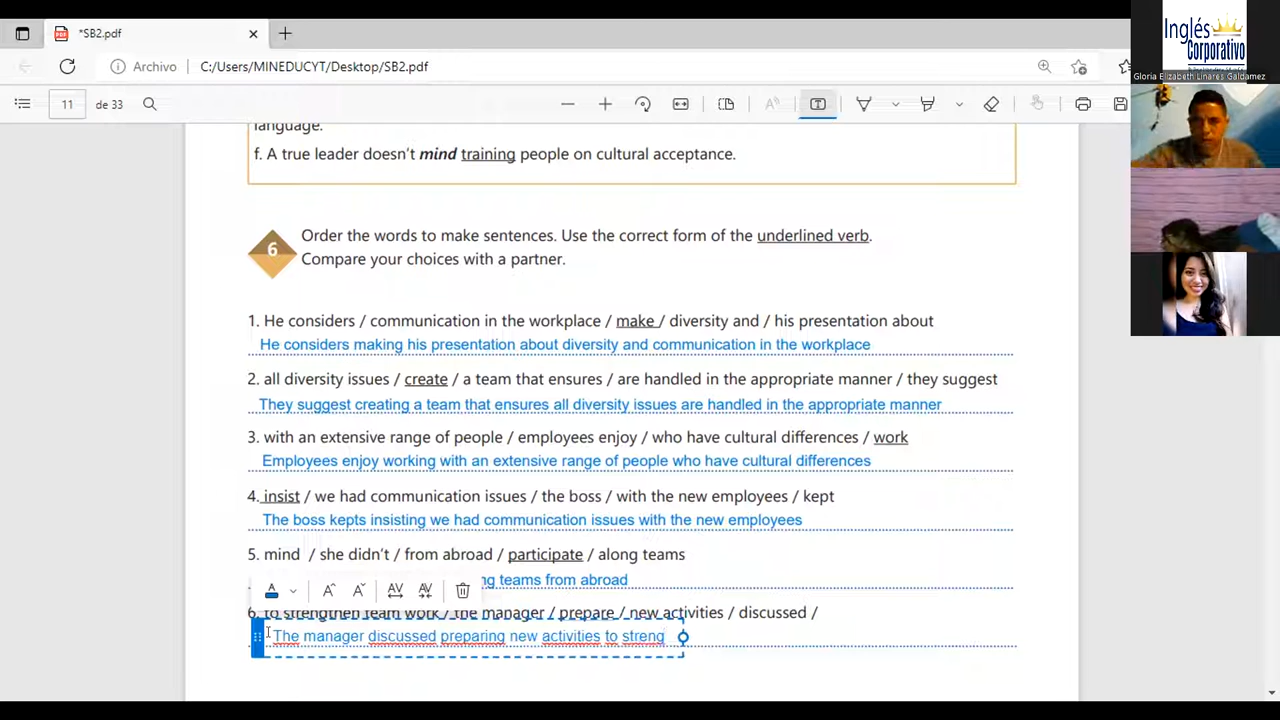 *SB2.pdf
Archivo
C:/Users/MINEDUCYT/Desktop/SB2.pdf
11
de 33
Inglés
Corporativo
Gloria Elizabeth Linares Galdamez
language.
f. A true leader doesn't mind training people on cultural acceptance.
6
Order the words to make sentences. Use the correct form of the underlined verb.
Compare your choices with a partner.
1. He considers / communication in the workplace / make / diversity and / his presentation about
He considers making his presentation about diversity and communication in the workplace
2. all diversity issues / create / a team that ensures / are handled in the appropriate manner / they suggest
They suggest creating a team that ensures all diversity issues are handled in the appropriate manner
3. with an extensive range of people / employees enjoy / who have cultural differences / work
Employees enjoy working with an extensive range of people who have cultural differences
4. insist / we had communication issues / the boss / with the new employees / kept
The boss kepts insisting we had communication issues with the new employees
5. mind / she didn't / from abroad / participate / along teams
ng teams from abroad
6. to strengthen team work / the manager / prepare / new activities / discussed /
The manager discussed preparing new activities to streng